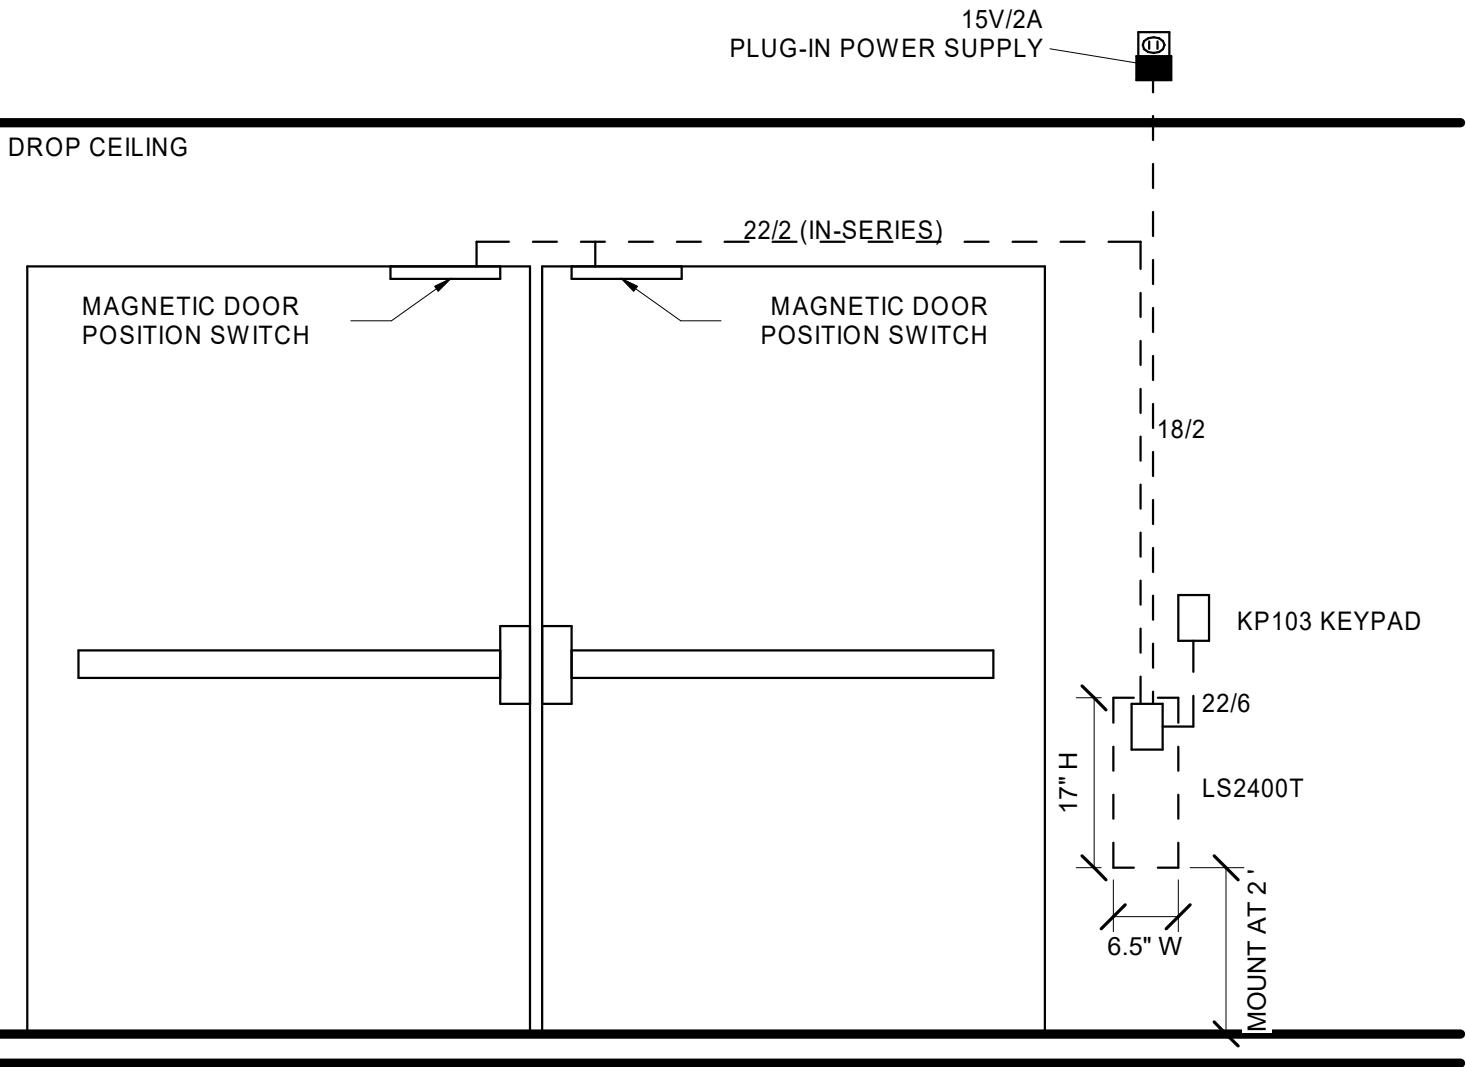 15V/2A
PLUG-IN POWER SUPPLY
DROP CEILING
22/2 (IN-SERIES)
MAGNETIC DOOR
POSITION SWITCH
MAGNETIC DOOR
POSITION SWITCH
18/2
KP103 KEYPAD
22/6
17" H
LS2400T
6.5" W
MOUNT AT 2'